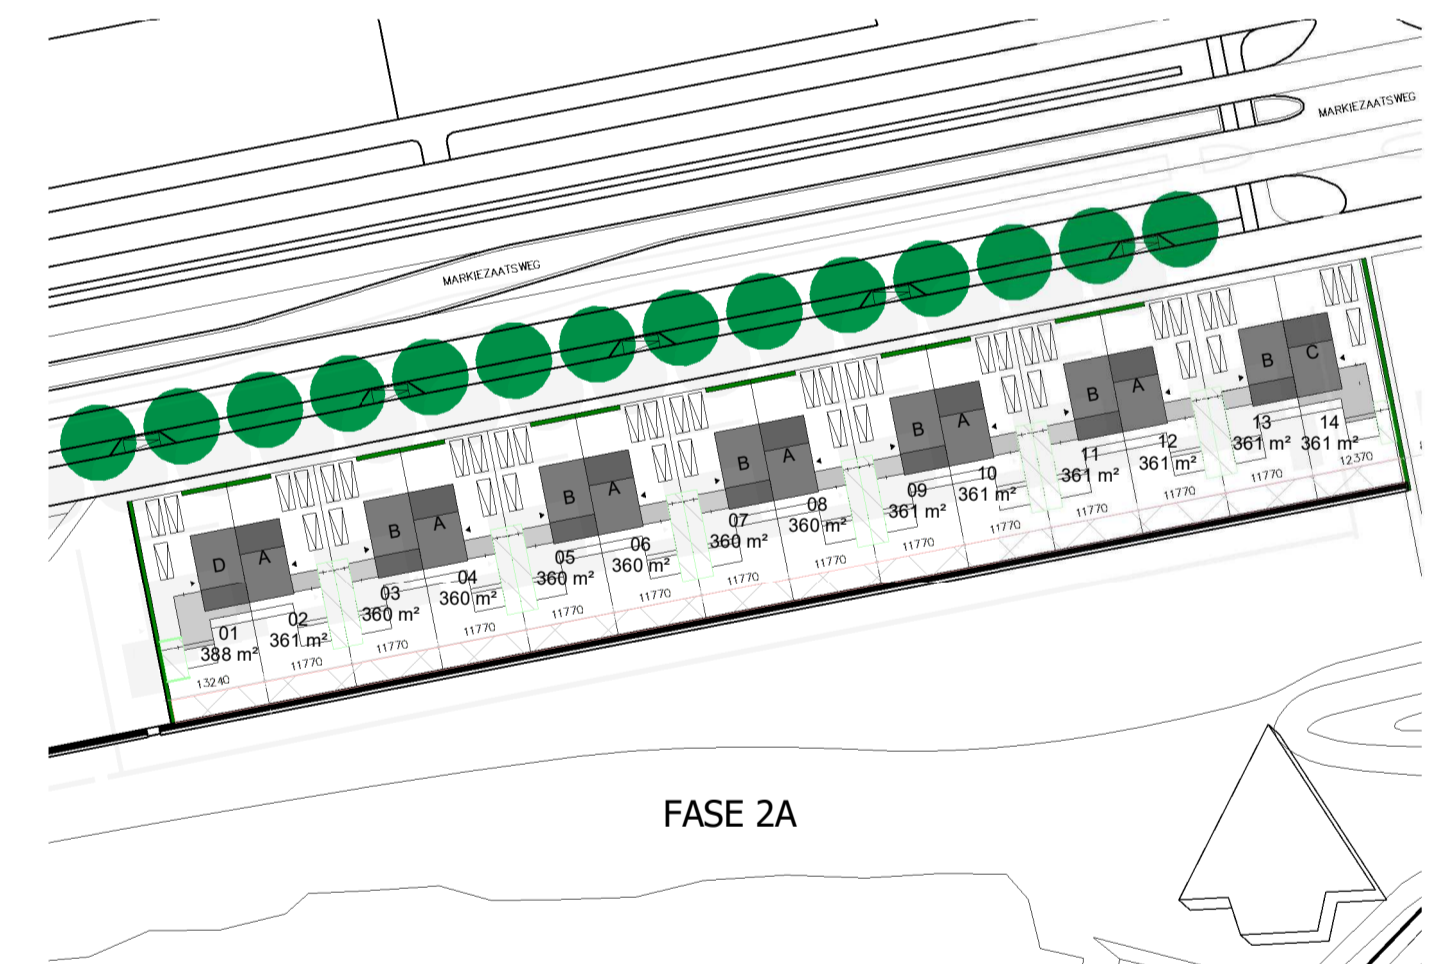 MARKIEZAATSWEG
MARKIEZAATSWEG
D A
B A
B A
B A
B A
B A
B C
01
388 m²
13240
02
361 m²
11770
03
360 m²
11770
04
360 m²
11770
05
360 m²
11770
06
360 m²
11770
07
360 m²
11770
08
360 m²
11770
09
361 m²
11770
10
361 m²
11770
11
361 m²
11770
12
361 m²
11770
13
361 m²
11770
14
361 m²
12370
FASE 2A